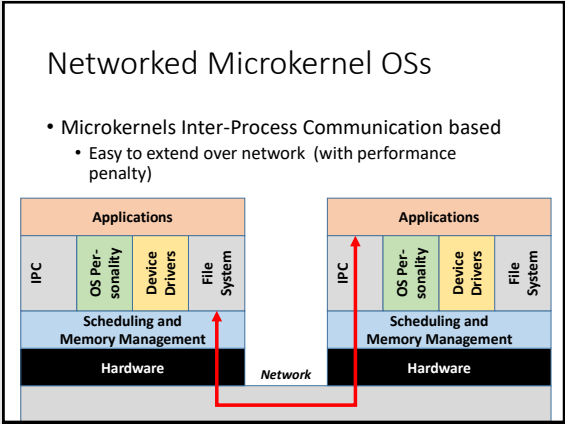 Networked Microkernel OSs
• Microkernels Inter-Process Communication based
• Easy to extend over network (with performance
penalty)
Applications
IPC
OS Per-
sonality
Device
Drivers
File
System
Scheduling and
Memory Management
Hardware
Network
Applications
IPC
OS Per-
sonality
Device
Drivers
File
System
Scheduling and
Memory Management
Hardware